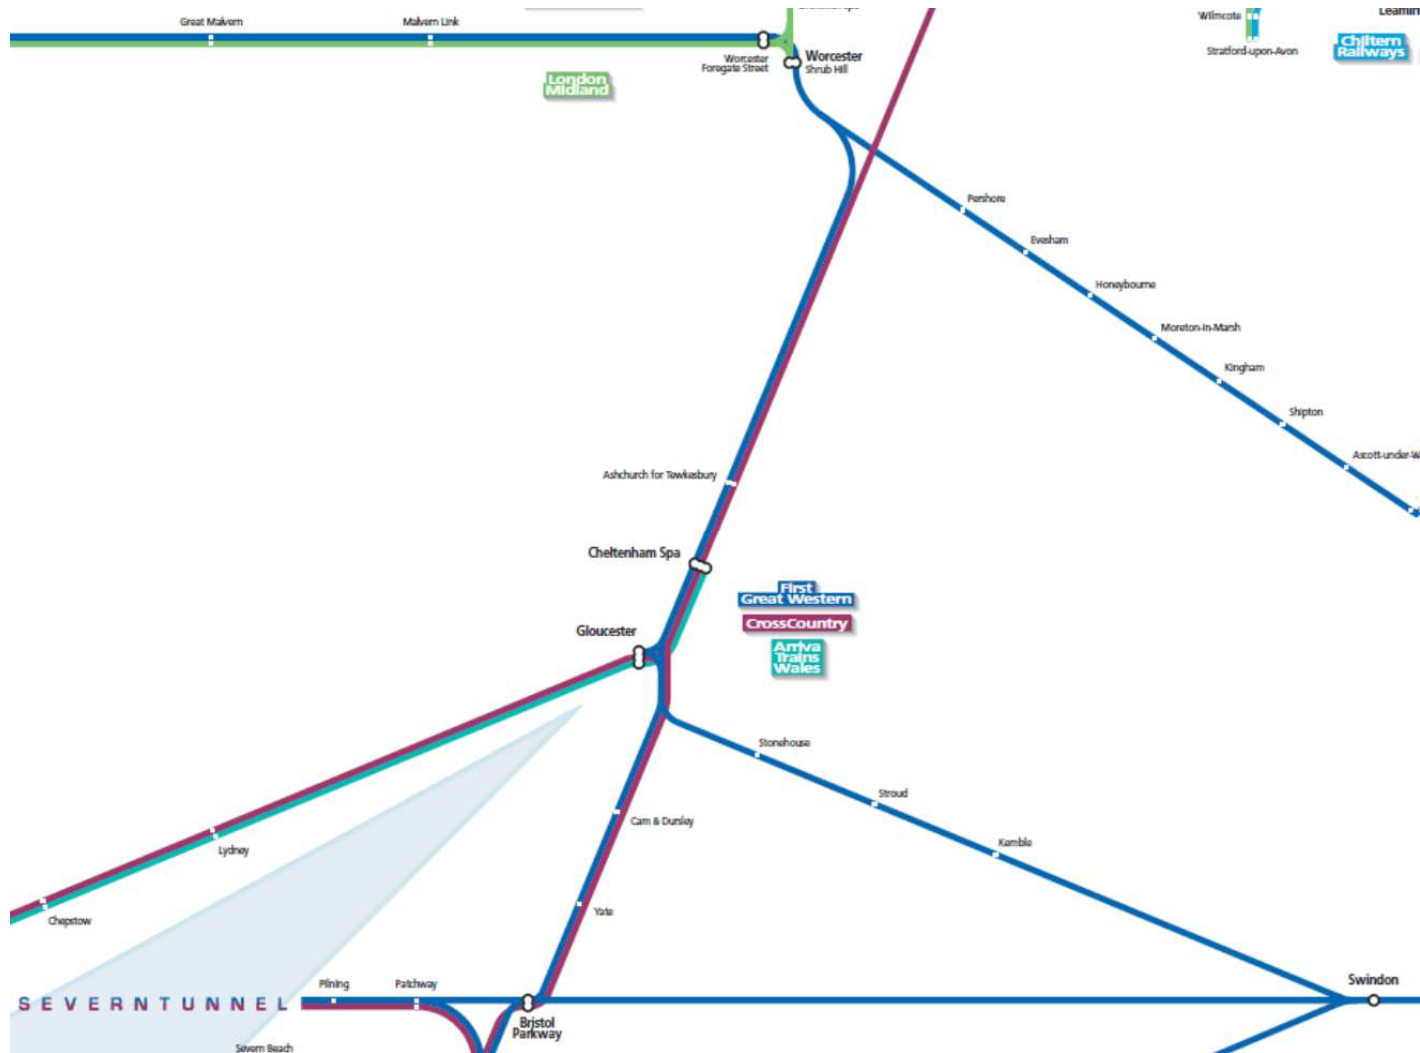 Great Malvern
Malvern Link
Worcester
Foregate Street
Worcester
Shrub Hill
Wilmcote
Stratford-upon-Avon
Chiltern
Railways
London
Midland
Pershore
Evesham
Honeybourne
Moreton-in-Marsh
Kingham
Shipton
Ascott-under-W
Ashchurch for Tewkesbury
Cheltenham Spa
First
Great Western
CrossCountry
Arriva
Trains
Wales
Gloucester
Stonehouse
Stroud
Cam & Dursley
Kemble
Lydney
Chepstow
Yate
Swindon
Pilning
Patchway
SEVERN TUNNEL
Bristol
Parkway
Severn Beach